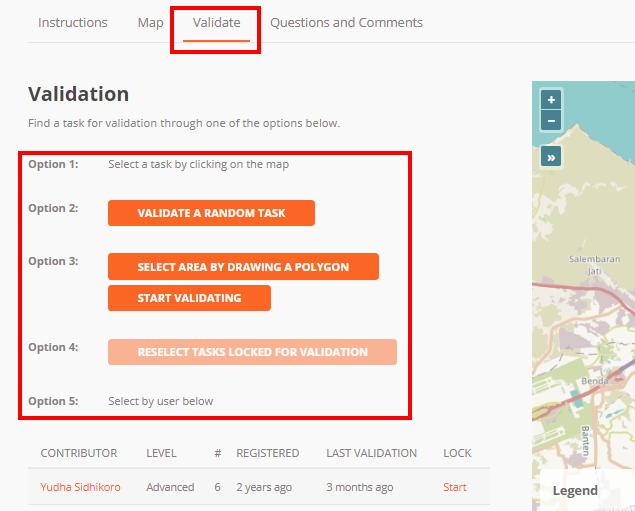 Instructions Map Validate Questions and Comments
Validation
Find a task for validation through one of the options below.
Option 1: Select a task by clicking on the map
Option 2: VALIDATE A RANDOM TASK
Option 3: SELECT AREA BY DRAWING A POLYGON
START VALIDATING
Option 4: RESELECT TASKS LOCKED FOR VALIDATION
Option 5: Select by user below
CONTRIBUTOR LEVEL # REGISTERED LAST VALIDATION LOCK
Yudha Sidhikoro Advanced 6 2 years ago 3 months ago Start
+
−
»
Salembaran
Jati
Benda
Banten
Legend